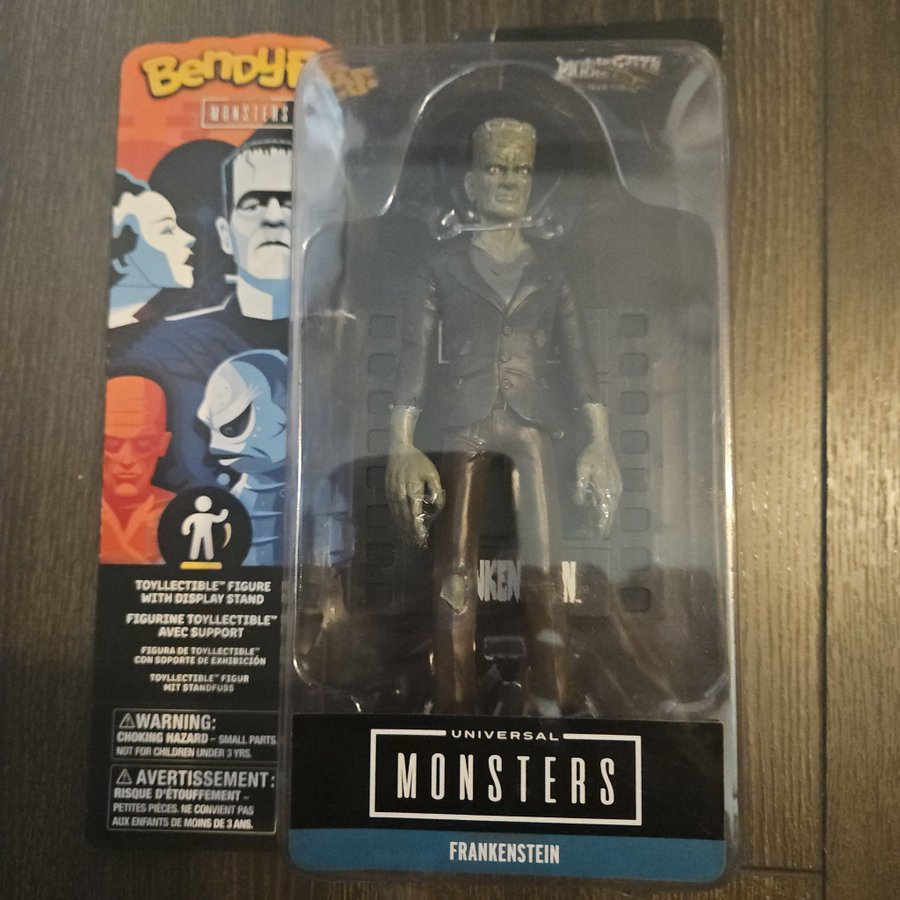 BENDYF
MONSTERS
TOYLLECTIBLE™ FIGURE
WITH DISPLAY STAND
FIGURINE TOYLLECTIBLE™
AVEC SUPPORT
FIGURA DE TOYLLECTIBLE™
CON SOPORTE DE EXHIBICIÓN
TOYLLECTIBLE™ FIGUR
MIT STANDFUSS
⚠WARNING:
CHOKING HAZARD – SMALL PARTS.
NOT FOR CHILDREN UNDER 3 YRS.
⚠ AVERTISSEMENT :
RISQUE D'ÉTOUFFEMENT –
PETITES PIÈCES. NE CONVIENT PAS
AUX ENFANTS DE MOINS DE 3 ANS.
UNIVERSAL
MONSTERS
FRANKENSTEIN